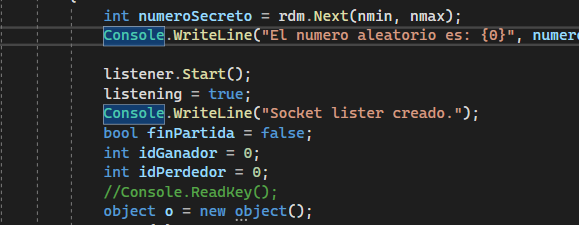 int numeroSecreto = rdm.Next(nmin, nmax);
Console.WriteLine("El numero aleatorio es: {0}", numero
listener.Start();
listening = true;
Console.WriteLine("Socket lister creado.");
bool finPartida = false;
int idGanador = 0;
int idPerdedor = 0;
//Console.ReadKey();
object o = new object();